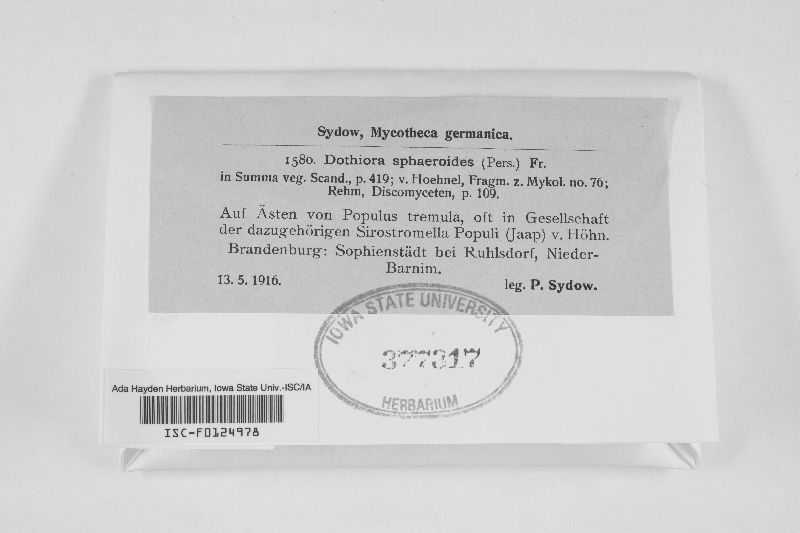 Sydow, Mycotheca germanica.
1580. Dothiora sphaeroides (Pers.) Fr.
in Summa veg. Scand., p. 419; v. Hoehnel, Fragm. z. Mykol. no. 76;
Rehm, Discomyceten, p. 109.
Auf Ästen von Populus tremula, oft in Gesellschaft
der dazugehörigen Sirostromella Populi (Jaap) v. Höhn.
Brandenburg: Sophienstädt bei Ruhlsdorf, Nieder-
Barnim.
13. 5. 1916. leg. P. Sydow.
IOWA STATE UNIVERSITY
377317
HERBARIUM
Ada Hayden Herbarium, Iowa State Univ.-ISC/IA
ISC-F0124978